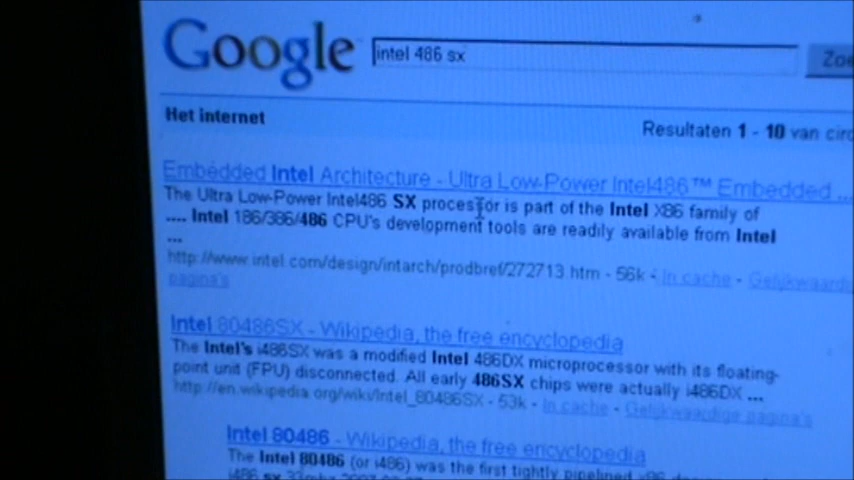 Google
intel 486 sx
Zoe
Het internet
Resultaten 1 - 10 van circ
Embedded Intel Architecture - Ultra Low-Power Intel486™ Embedded ...
The Ultra Low-Power Intel486 SX processor is part of the Intel X86 family of
.... Intel 186/386/486 CPU's development tools are readily available from Intel
...
http://www.intel.com/design/intarch/prodbref/272713.htm - 56k - In cache - Gelijkwaardige
pagina's
Intel 80486SX - Wikipedia, the free encyclopedia
The Intel's i486SX was a modified Intel 486DX microprocessor with its floating-
point unit (FPU) disconnected. All early 486SX chips were actually i486DX ...
http://en.wikipedia.org/wiki/Intel_80486SX - 53k - In cache - Gelijkwaardige pagina's
Intel 80486 - Wikipedia, the free encyclopedia
The Intel 80486 (or i486) was the first tightly pipelined x86
i486 sx 33mhz